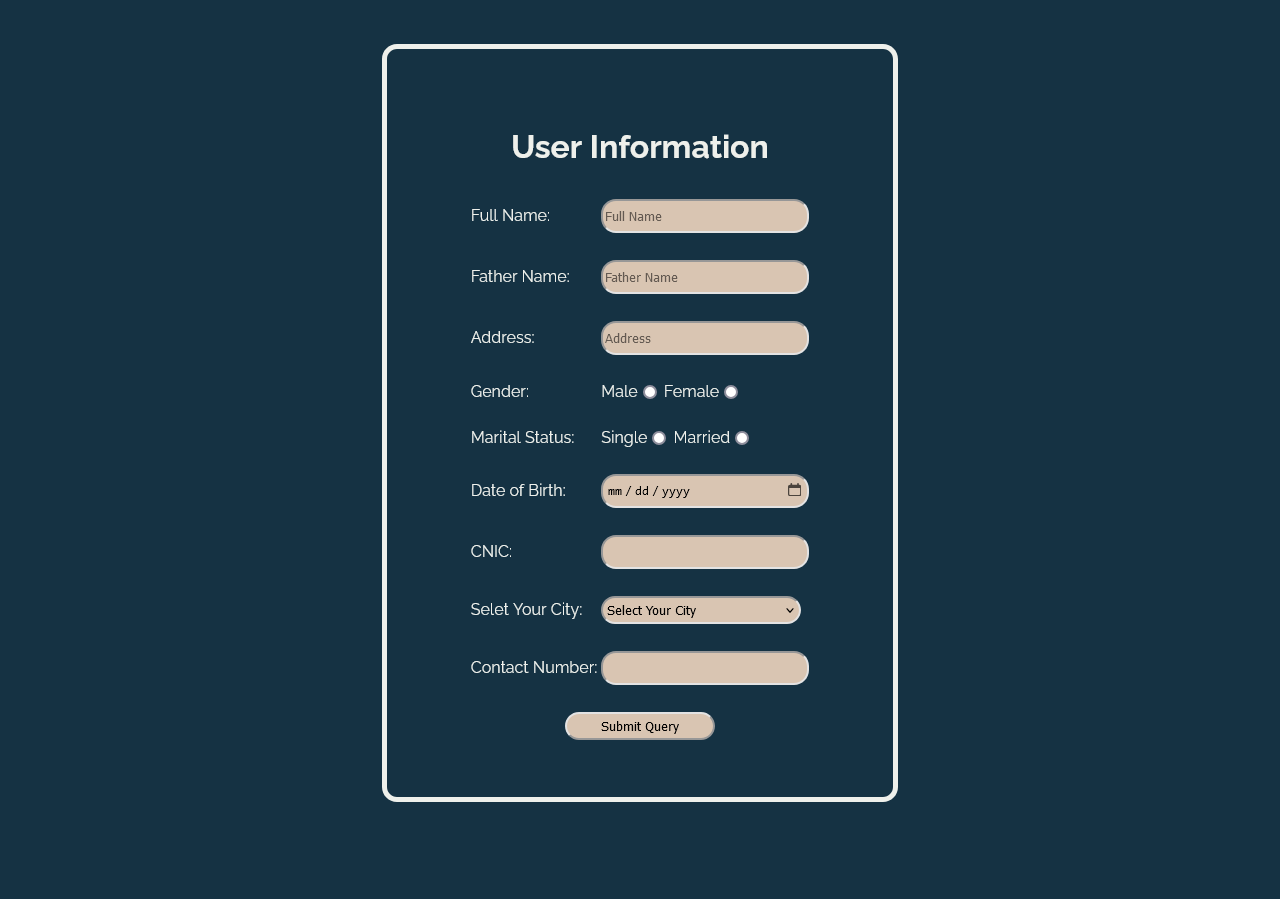 User Information
Full Name: Full Name
Father Name: Father Name
Address: Address
Gender: Male Female
Marital Status: Single Married
Date of Birth: mm / dd / yyyy
CNIC:
Selet Your City: Select Your City
Contact Number:
Submit Query